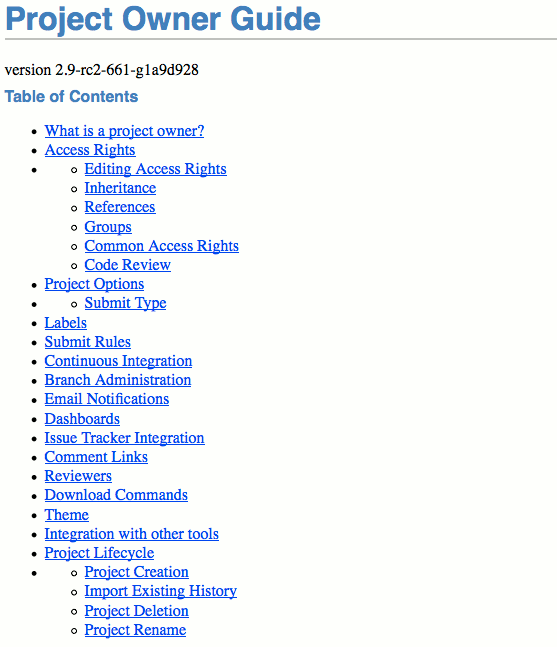 Project Owner Guide
version 2.9-rc2-661-g1a9d928
Table of Contents
What is a project owner?
Access Rights
Editing Access Rights
Inheritance
References
Groups
Common Access Rights
Code Review
Project Options
Submit Type
Labels
Submit Rules
Continuous Integration
Branch Administration
Email Notifications
Dashboards
Issue Tracker Integration
Comment Links
Reviewers
Download Commands
Theme
Integration with other tools
Project Lifecycle
Project Creation
Import Existing History
Project Deletion
Project Rename